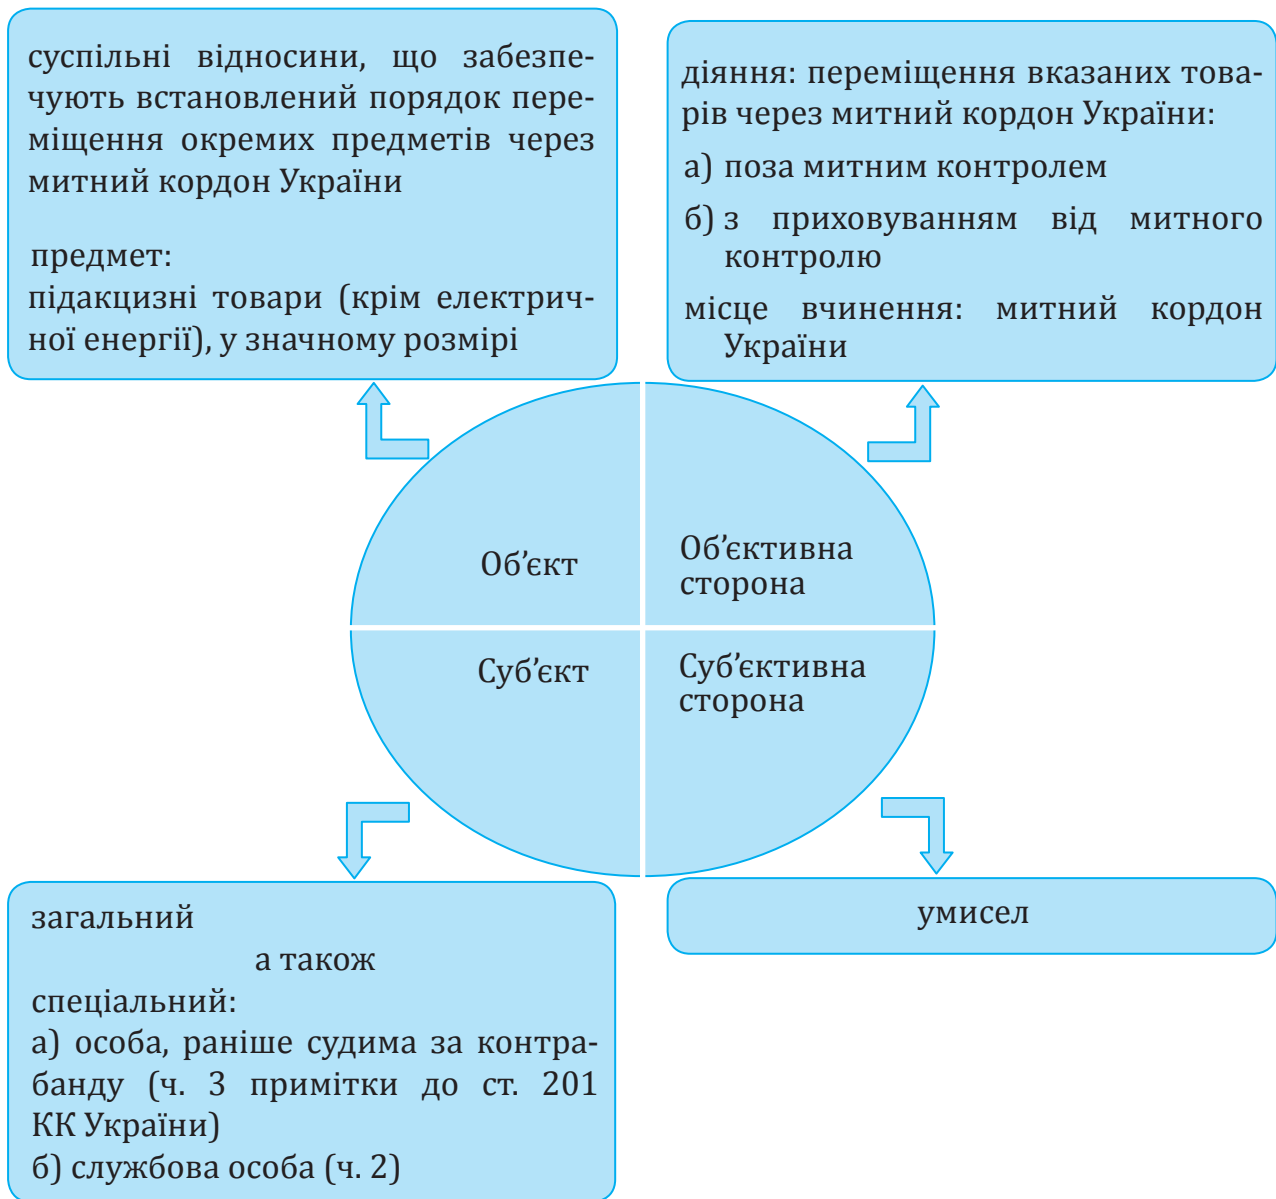 суспільні відносини, що забезпе-
чують встановлений порядок пере-
міщення окремих предметів через
митний кордон України
предмет:
підакцизні товари (крім електрич-
ної енергії), у значному розмірі
діяння: переміщення вказаних това-
рів через митний кордон України:
а) поза митним контролем
б) з приховуванням від митного
контролю
місце вчинення: митний кордон
України
Об’єкт
Об’єктивна
сторона
Суб’єкт
Суб’єктивна
сторона
загальний
а також
спеціальний:
а) особа, раніше судима за контра-
банду (ч. 3 примітки до ст. 201
КК України)
б) службова особа (ч. 2)
умисел